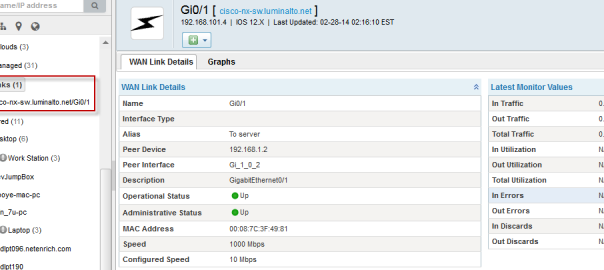 ame/IP address
louds (3)
anaged (31)
nks (1)
sco-nx-sw.luminalto.net/Gi0/1
red (11)
sktop (6)
Work Station (3)
evJumpBox
oye-mac-pc
n_7u-pc
Laptop (3)
dlpt096.netenrich.com
dlpt190
Gi0/1 [ cisco-nx-sw.luminalto.net ]
192.168.101.4 | IOS 12.X | Last Updated: 02-28-14 02:16:10 EST
WAN Link Details Graphs
WAN Link Details
Name Gi0/1
Interface Type
Alias To server
Peer Device 192.168.1.2
Peer Interface Gi_1_0_2
Description GigabitEthernet0/1
Operational Status Up
Administrative Status Up
MAC Address 00:08:7C:3F:49:81
Speed 1000 Mbps
Configured Speed 10 Mbps
Latest Monitor Values
In Traffic 0.
Out Traffic 0.
Total Traffic 0.
In Utilization N
Out Utilization N
Total Utilization N
In Errors N
Out Errors N
In Discards N
Out Discards N